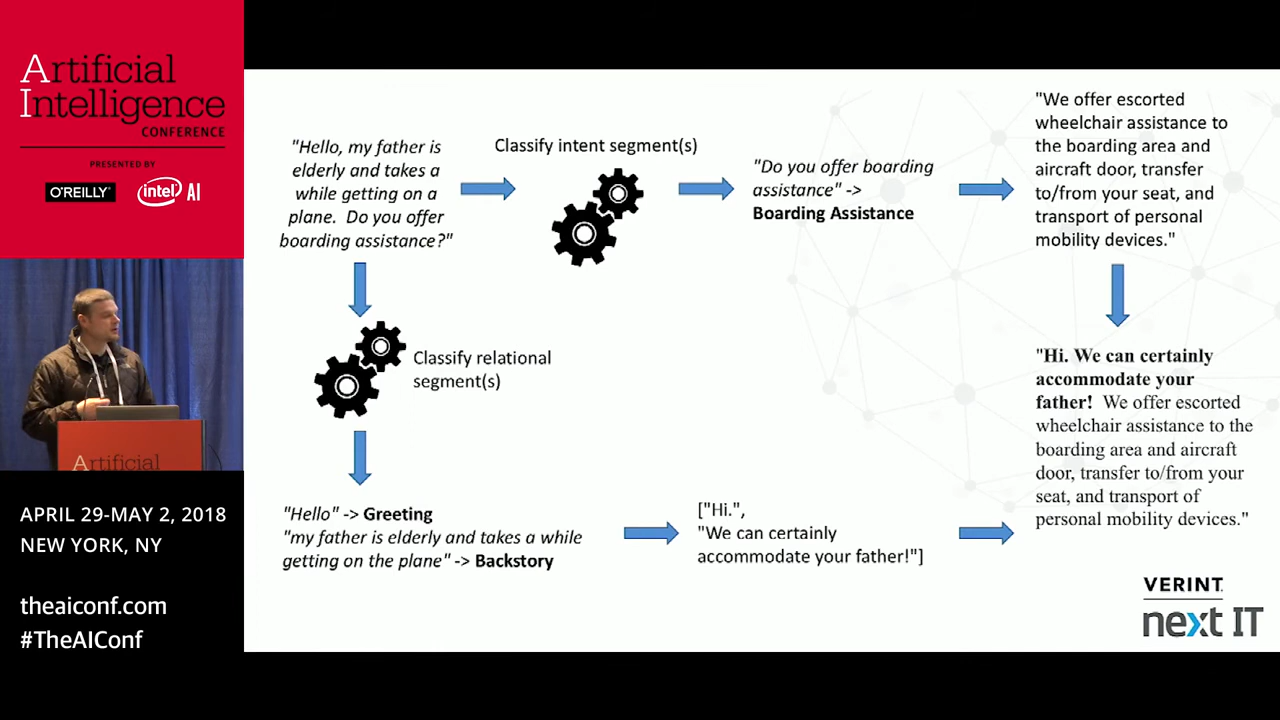 Artificial
Intelligence
CONFERENCE
PRESENTED BY
O'REILLY®
intel AI
Artificial
APRIL 29-MAY 2, 2018
NEW YORK, NY
theaiconf.com
#TheAIConf
"Hello, my father is
elderly and takes a
while getting on a
plane. Do you offer
boarding assistance?"
Classify intent segment(s)
"Do you offer boarding
assistance" ->
Boarding Assistance
"We offer escorted
wheelchair assistance to
the boarding area and
aircraft door, transfer
to/from your seat, and
transport of personal
mobility devices."
Classify relational
segment(s)
"Hello" -> Greeting
"my father is elderly and takes a while
getting on the plane" -> Backstory
["Hi.",
"We can certainly
accommodate your father!"]
"Hi. We can certainly
accommodate your
father! We offer escorted
wheelchair assistance to the
boarding area and aircraft
door, transfer to/from your
seat, and transport of
personal mobility devices."
VERINT.
next IT